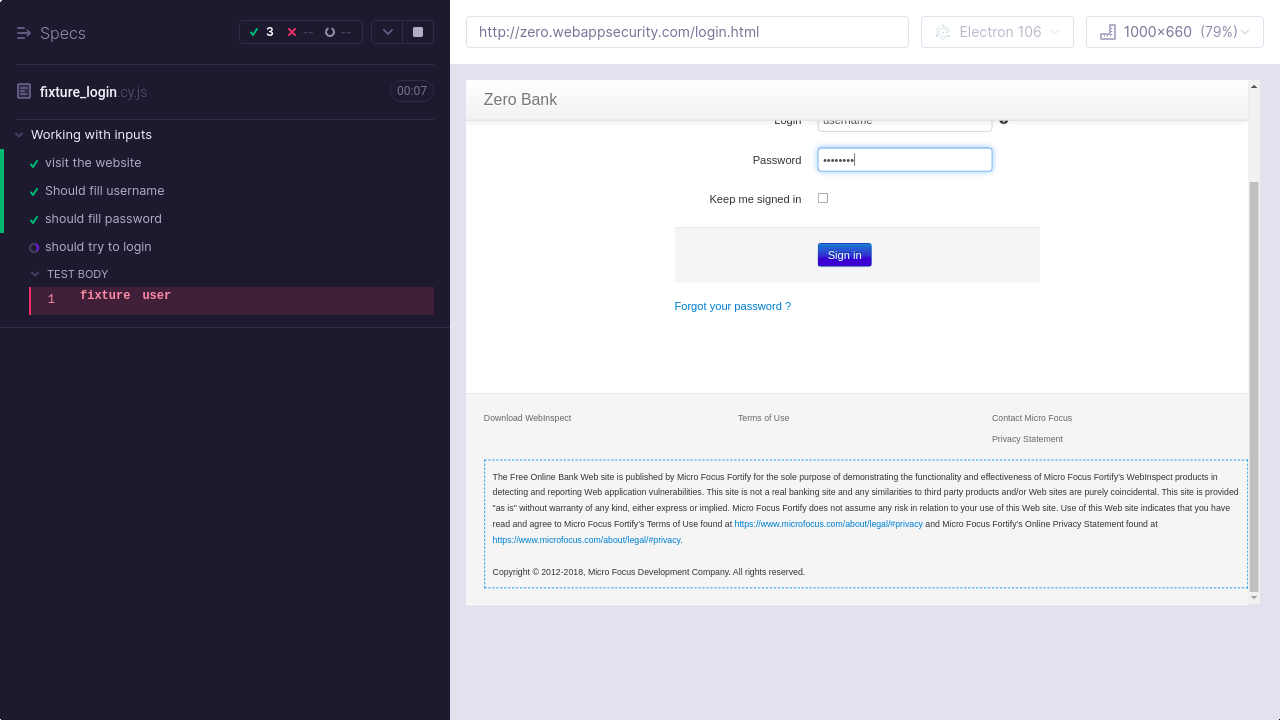 Specs
3 -- --
fixture_login.cy.js 00:07
Working with inputs
visit the website
Should fill username
should fill password
should try to login
TEST BODY
1 fixture user
http://zero.webappsecurity.com/login.html
Electron 106
1000x660 (79%)
Zero Bank
Login username
Password ••••••••
Keep me signed in
Sign in
Forgot your password ?
Download WebInspect Terms of Use Contact Micro Focus
Privacy Statement
The Free Online Bank Web site is published by Micro Focus Fortify for the sole purpose of demonstrating the functionality and effectiveness of Micro Focus Fortify's WebInspect products in
detecting and reporting Web application vulnerabilities. This site is not a real banking site and any similarities to third party products and/or Web sites are purely coincidental. This site is provided
"as is" without warranty of any kind, either express or implied. Micro Focus Fortify does not assume any risk in relation to your use of this Web site. Use of this Web site indicates that you have
read and agree to Micro Focus Fortify's Terms of Use found at https://www.microfocus.com/about/legal/#privacy and Micro Focus Fortify's Online Privacy Statement found at
https://www.microfocus.com/about/legal/#privacy.
Copyright © 2012-2018, Micro Focus Development Company. All rights reserved.